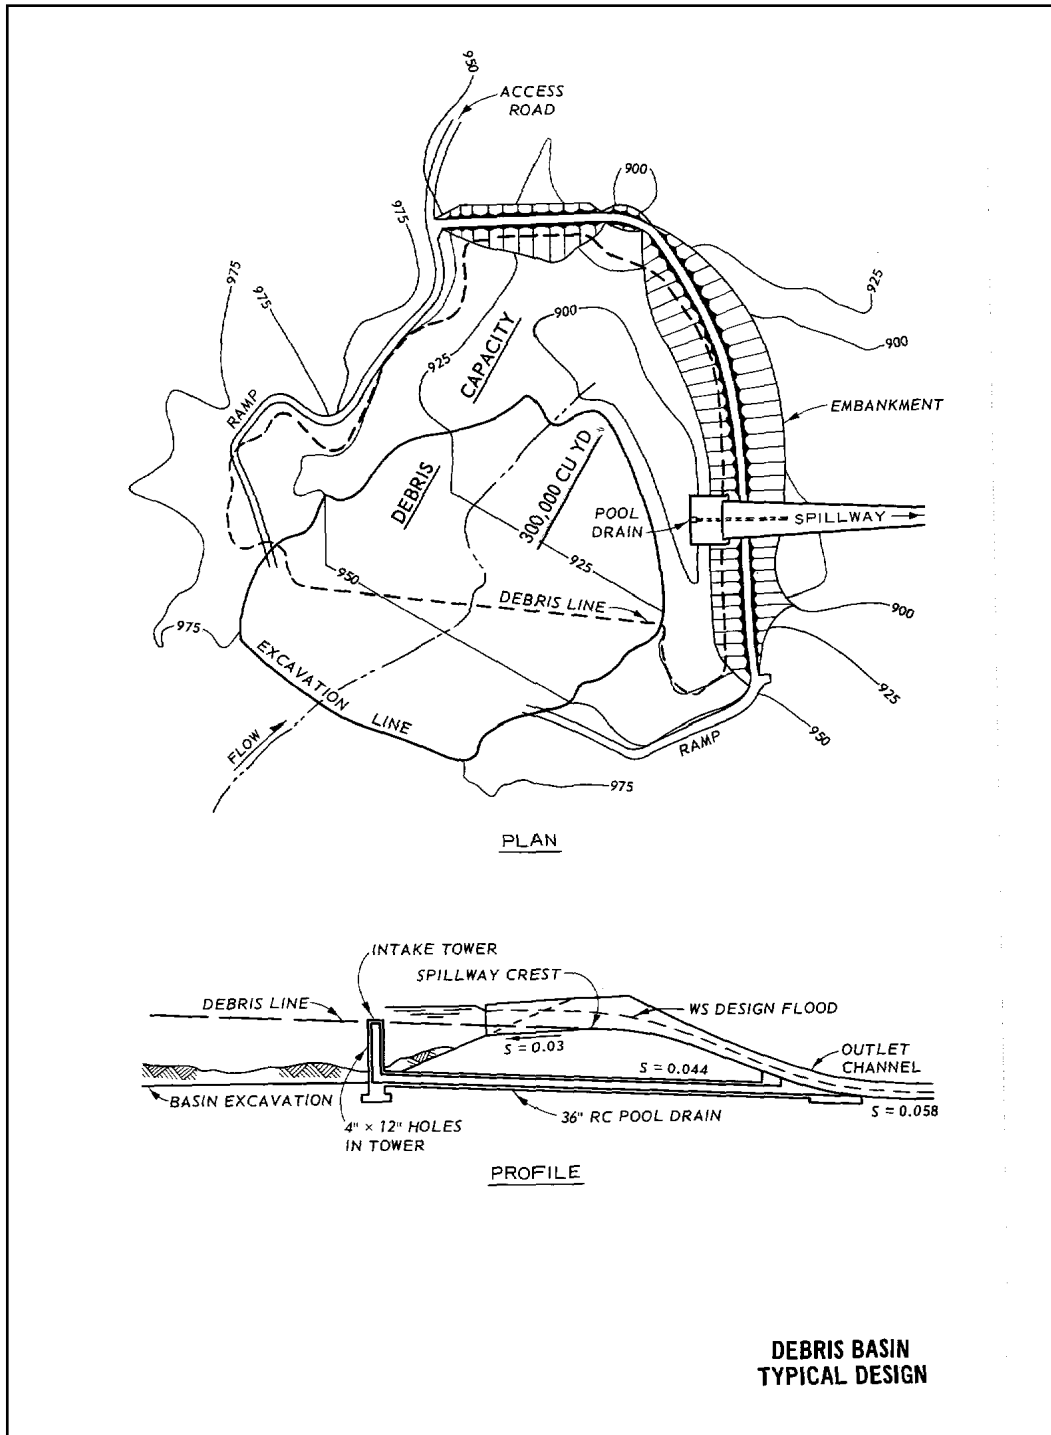 950
ACCESS
ROAD
900
975
975
975
925
900
900
925
RAMP
CAPACITY
EMBANKMENT
DEBRIS
300,000 CU YD
POOL
DRAIN
SPILLWAY
925
950
DEBRIS LINE
900
975
EXCAVATION
LINE
925
950
RAMP
FLOW
975
PLAN
INTAKE TOWER
SPILLWAY CREST
DEBRIS LINE
WS DESIGN FLOOD
S = 0.03
S = 0.044
OUTLET
CHANNEL
BASIN EXCAVATION
36" RC POOL DRAIN
S = 0.058
4" × 12" HOLES
IN TOWER
PROFILE
DEBRIS BASIN
TYPICAL DESIGN